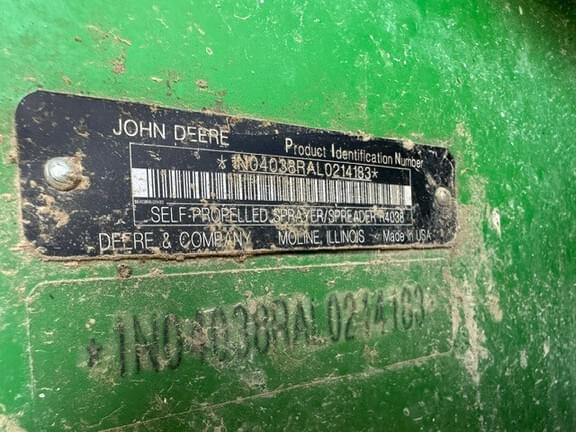 JOHN DEERE
Product Identification Number
*1N04038RAL0214183*
SELF-PROPELLED SPRAYER/SPREADER R4038
DEERE & COMPANY MOLINE, ILLINOIS Made in USA
*1N04038RAL0214183